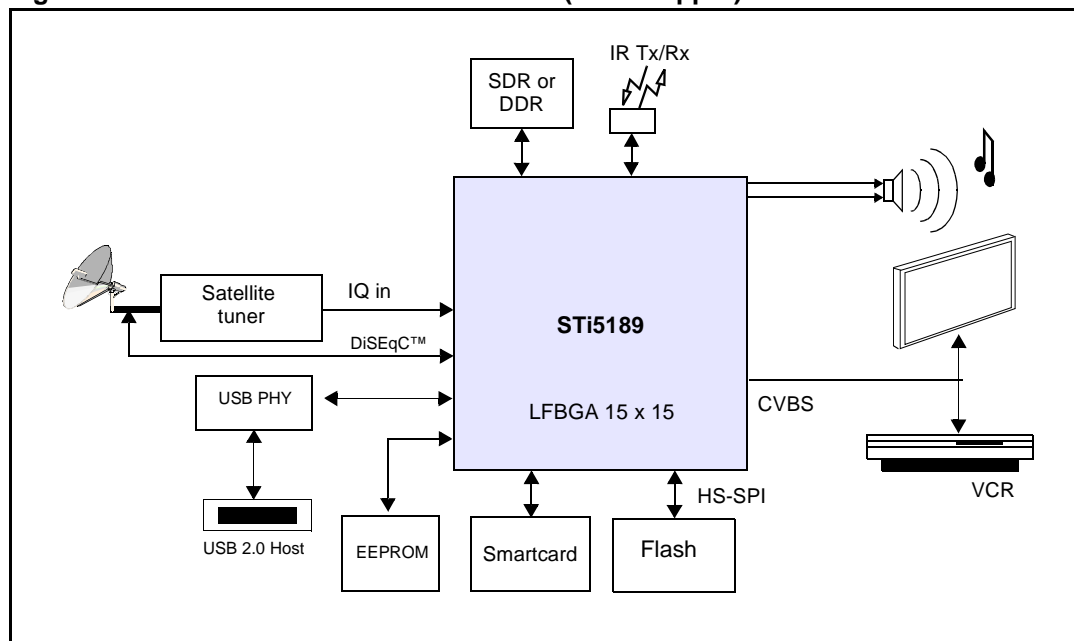 IR Tx/Rx
SDR or
DDR
Satellite
tuner
IQ in
STi5189
DiSEqC™
USB PHY
LFBGA 15 x 15
CVBS
HS-SPI
VCR
USB 2.0 Host
EEPROM
Smartcard
Flash